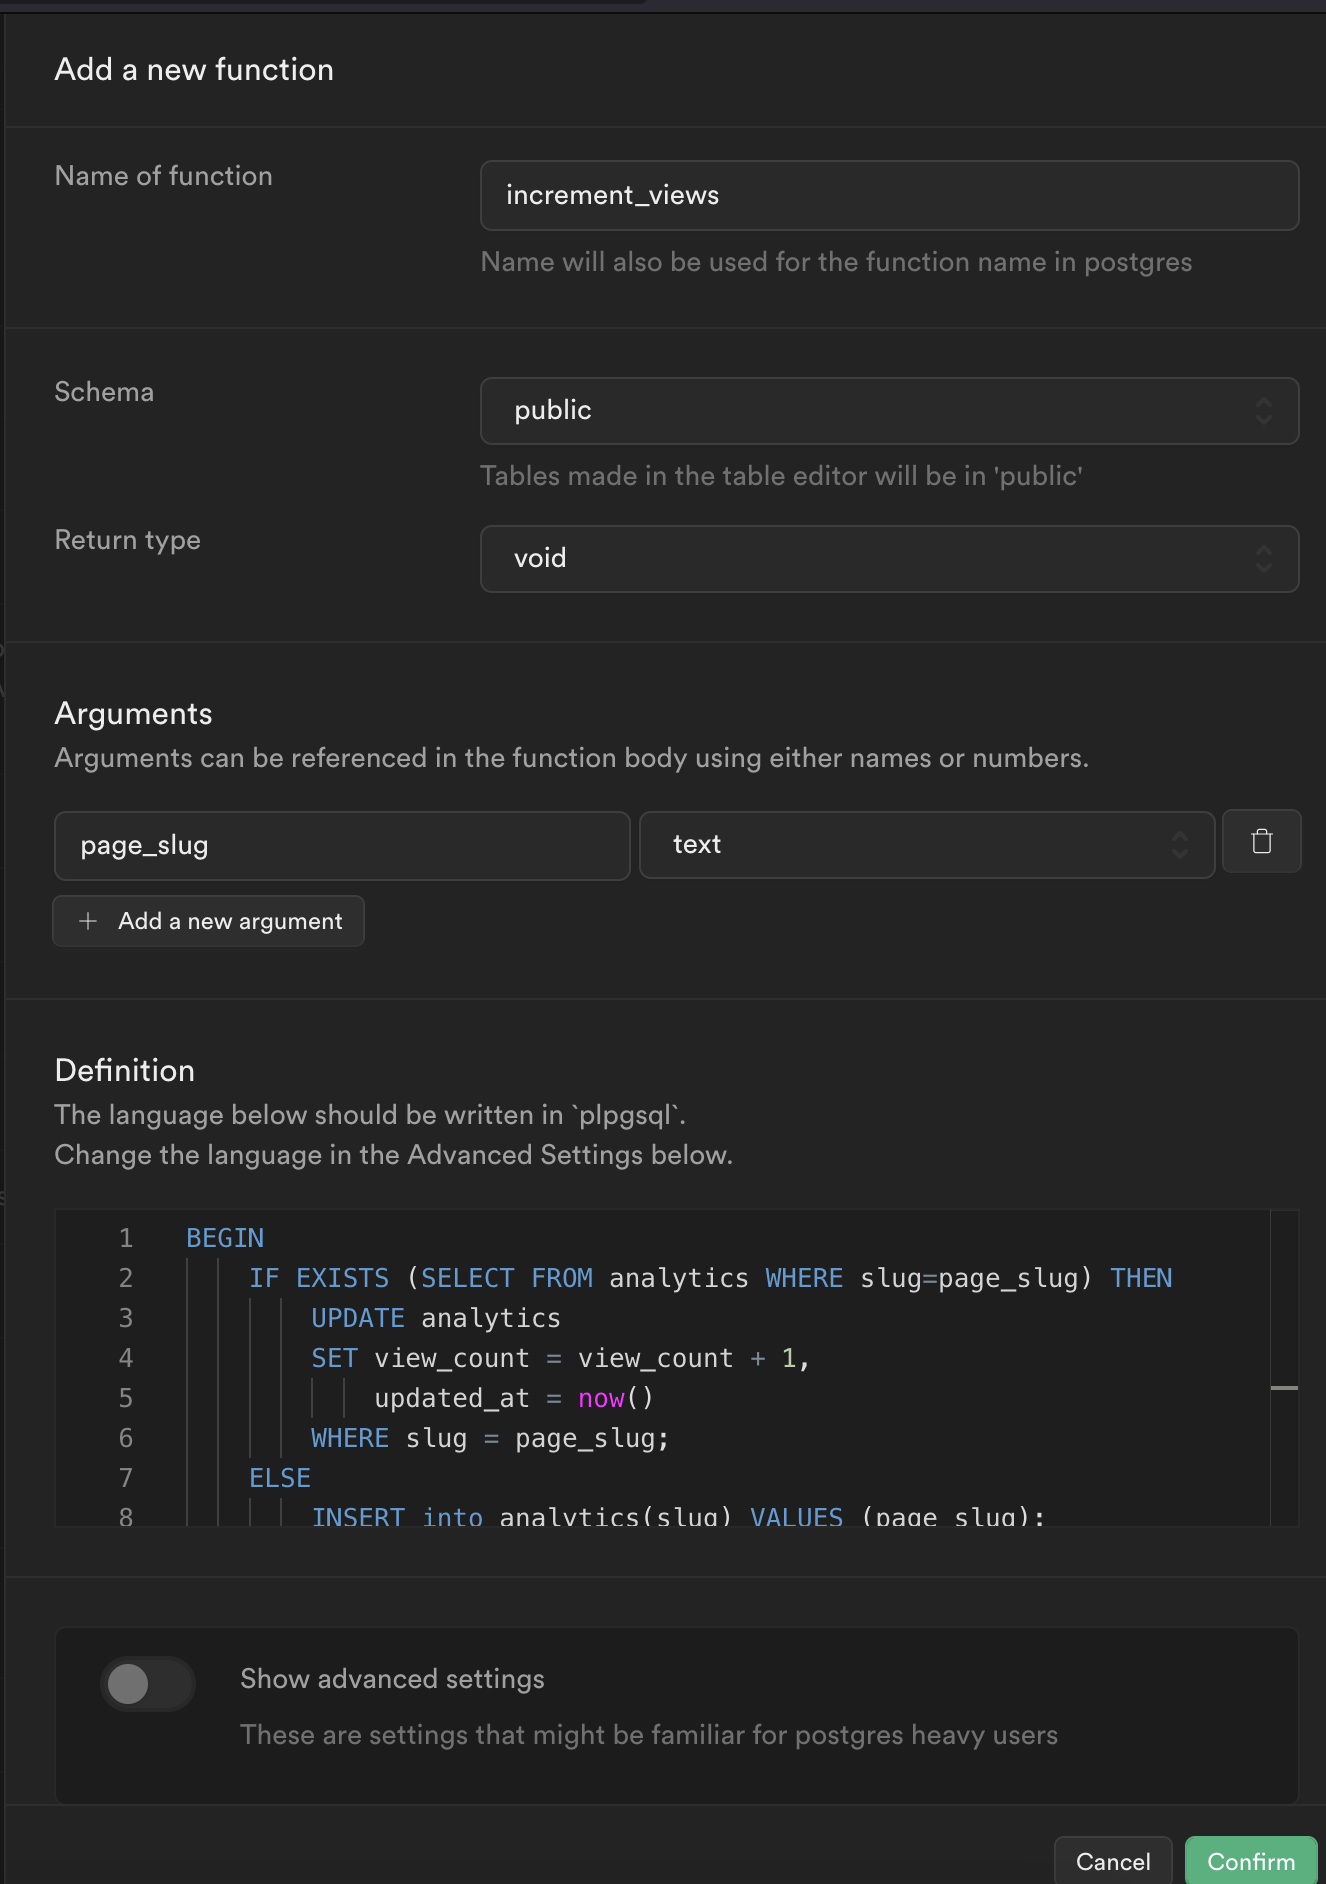 Add a new function
Name of function
increment_views
Name will also be used for the function name in postgres
Schema
public
Tables made in the table editor will be in 'public'
Return type
void
Arguments
Arguments can be referenced in the function body using either names or numbers.
page_slug
text
Add a new argument
Definition
The language below should be written in `plpgsql`.
Change the language in the Advanced Settings below.
1 BEGIN
2 IF EXISTS (SELECT FROM analytics WHERE slug=page_slug) THEN
3 UPDATE analytics
4 SET view_count = view_count + 1,
5 updated_at = now()
6 WHERE slug = page_slug;
7 ELSE
8 INSERT into analytics(slug) VALUES (page_slug);
Show advanced settings
These are settings that might be familiar for postgres heavy users
Cancel
Confirm